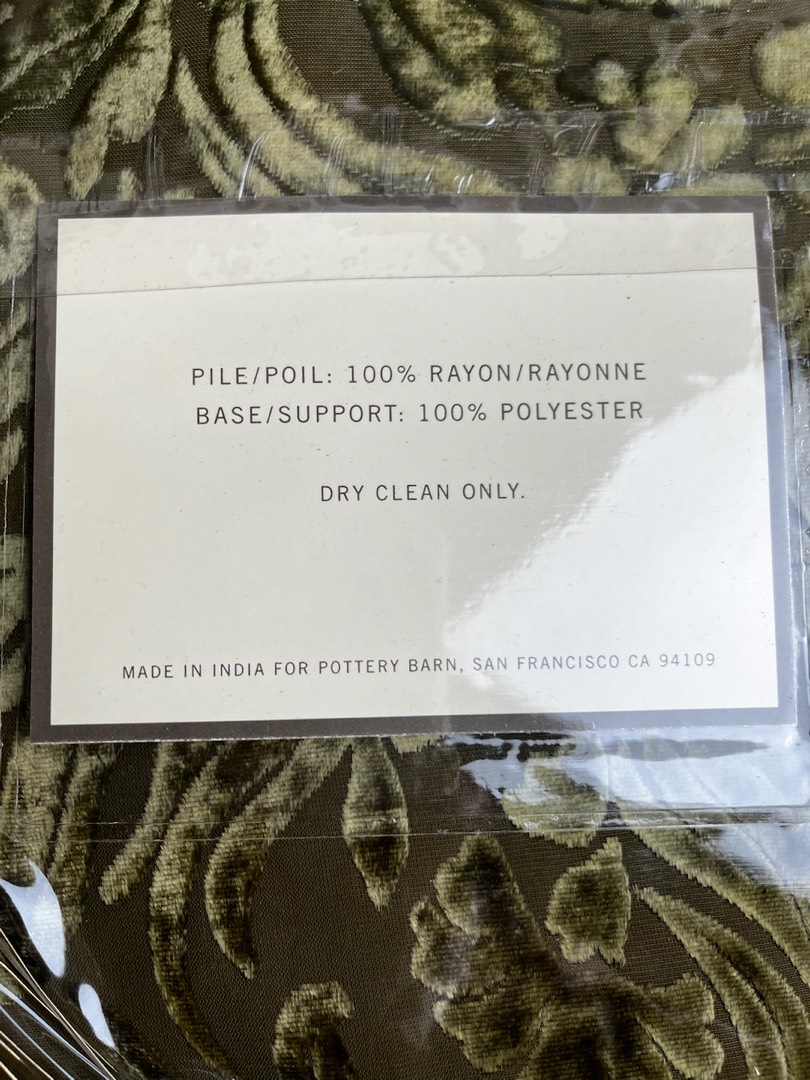 PILE/POIL: 100% RAYON/RAYONNE
BASE/SUPPORT: 100% POLYESTER
DRY CLEAN ONLY.
MADE IN INDIA FOR POTTERY BARN, SAN FRANCISCO CA 94109